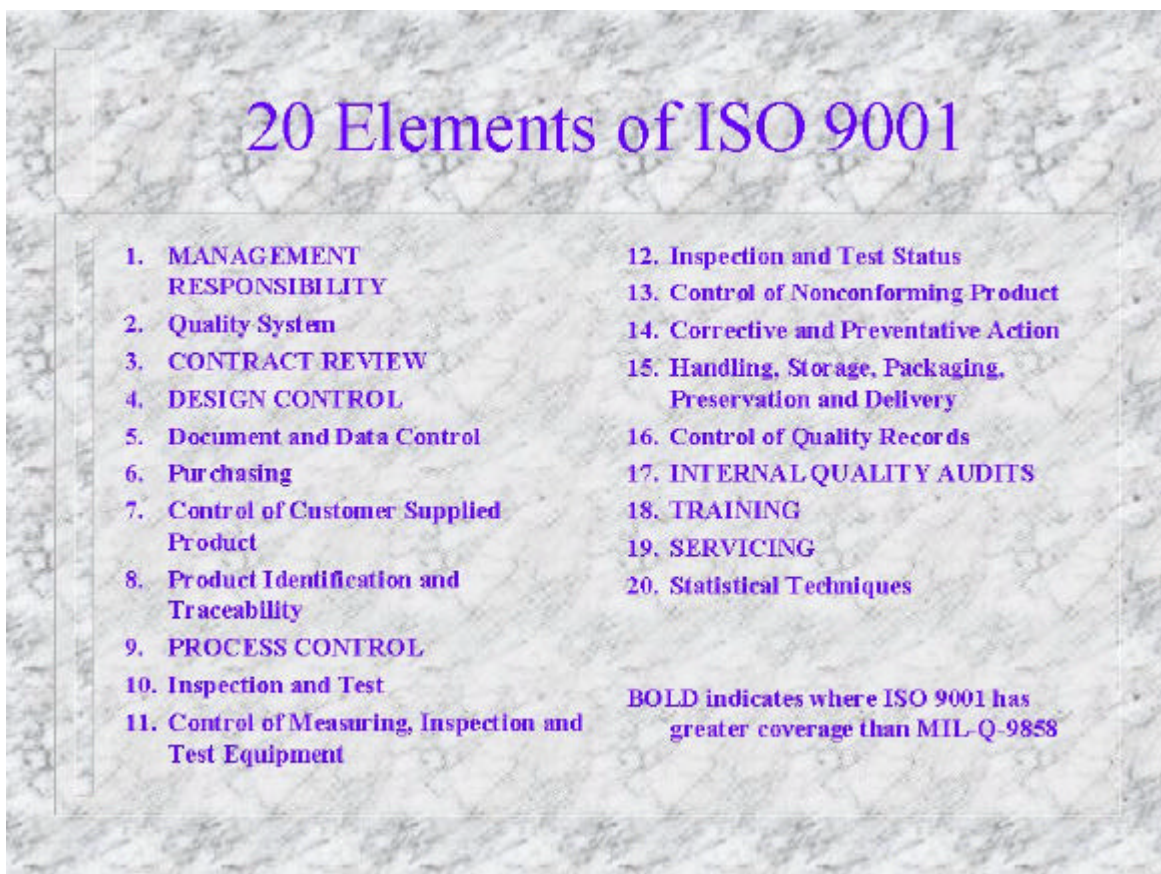 20 Elements of ISO 9001
1. MANAGEMENT
RESPONSIBILITY
2. Quality System
3. CONTRACT REVIEW
4. DESIGN CONTROL
5. Document and Data Control
6. Purchasing
7. Control of Customer Supplied
Product
8. Product Identification and
Traceability
9. PROCESS CONTROL
10. Inspection and Test
11. Control of Measuring, Inspection and
Test Equipment
12. Inspection and Test Status
13. Control of Nonconforming Product
14. Corrective and Preventative Action
15. Handling, Storage, Packaging,
Preservation and Delivery
16. Control of Quality Records
17. INTERNAL QUALITY AUDITS
18. TRAINING
19. SERVICING
20. Statistical Techniques
BOLD indicates where ISO 9001 has
greater coverage than MIL-Q-9858